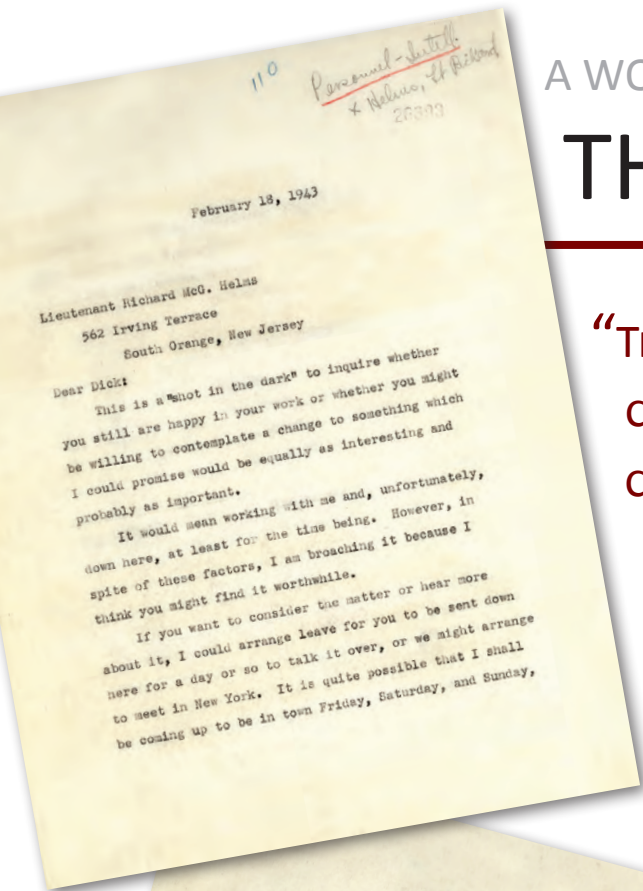 110
Personnel - Intell.
x Helms, Lt Richard
26393
February 18, 1943
Lieutenant Richard McG. Helms
562 Irving Terrace
South Orange, New Jersey
Dear Dick:
This is a "shot in the dark" to inquire whether
you still are happy in your work or whether you might
be willing to contemplate a change to something which
I could promise would be equally as interesting and
probably as important.
It would mean working with me and, unfortunately,
down here, at least for the time being. However, in
spite of these factors, I am broaching it because I
think you might find it worthwhile.
If you want to consider the matter or hear more
about it, I could arrange leave for you to be sent down
here for a day or so to talk it over, or we might arrange
to meet in New York. It is quite possible that I shall
be coming up to be in town Friday, Saturday, and Sunday,
A WO
TH